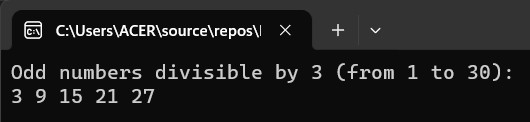 C:\Users\ACER\source\repos\
Odd numbers divisible by 3 (from 1 to 30):
3 9 15 21 27